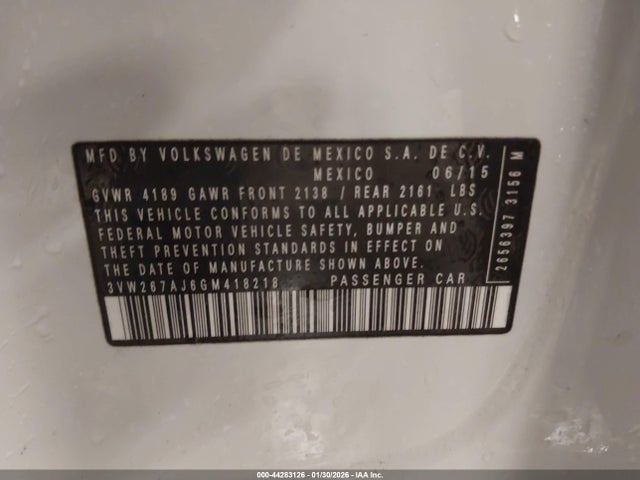 MFD BY VOLKSWAGEN DE MEXICO S.A. DE C.V.
MEXICO 06/15
GVWR 4189 GAWR FRONT 2138 / REAR 2161 LBS
THIS VEHICLE CONFORMS TO ALL APPLICABLE U.S.
FEDERAL MOTOR VEHICLE SAFETY, BUMPER AND
THEFT PREVENTION STANDARDS IN EFFECT ON
THE DATE OF MANUFACTURE SHOWN ABOVE.
3VW267AJ6GM418218 PASSENGER CAR
2656397 3156 M
000-44283126 - 01/30/2026 - IAAI.com